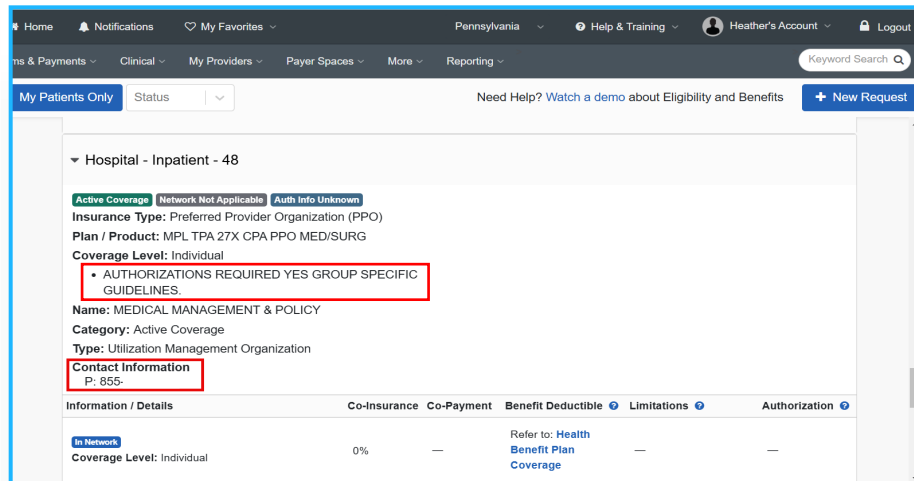 Home Notifications My Favorites Pennsylvania Help & Training Heather's Account Logout
ms & Payments Clinical My Providers Payer Spaces More Reporting Keyword Search
My Patients Only Status Need Help? Watch a demo about Eligibility and Benefits + New Request
Hospital - Inpatient - 48
Active Coverage Network Not Applicable Auth Info Unknown
Insurance Type: Preferred Provider Organization (PPO)
Plan / Product: MPL TPA 27X CPA PPO MED/SURG
Coverage Level: Individual
• AUTHORIZATIONS REQUIRED YES GROUP SPECIFIC
GUIDELINES.
Name: MEDICAL MANAGEMENT & POLICY
Category: Active Coverage
Type: Utilization Management Organization
Contact Information
P: 855-
Information / Details Co-Insurance Co-Payment Benefit Deductible ? Limitations ? Authorization ?
In Network
Coverage Level: Individual 0% — Refer to: Health
Benefit Plan
Coverage — —